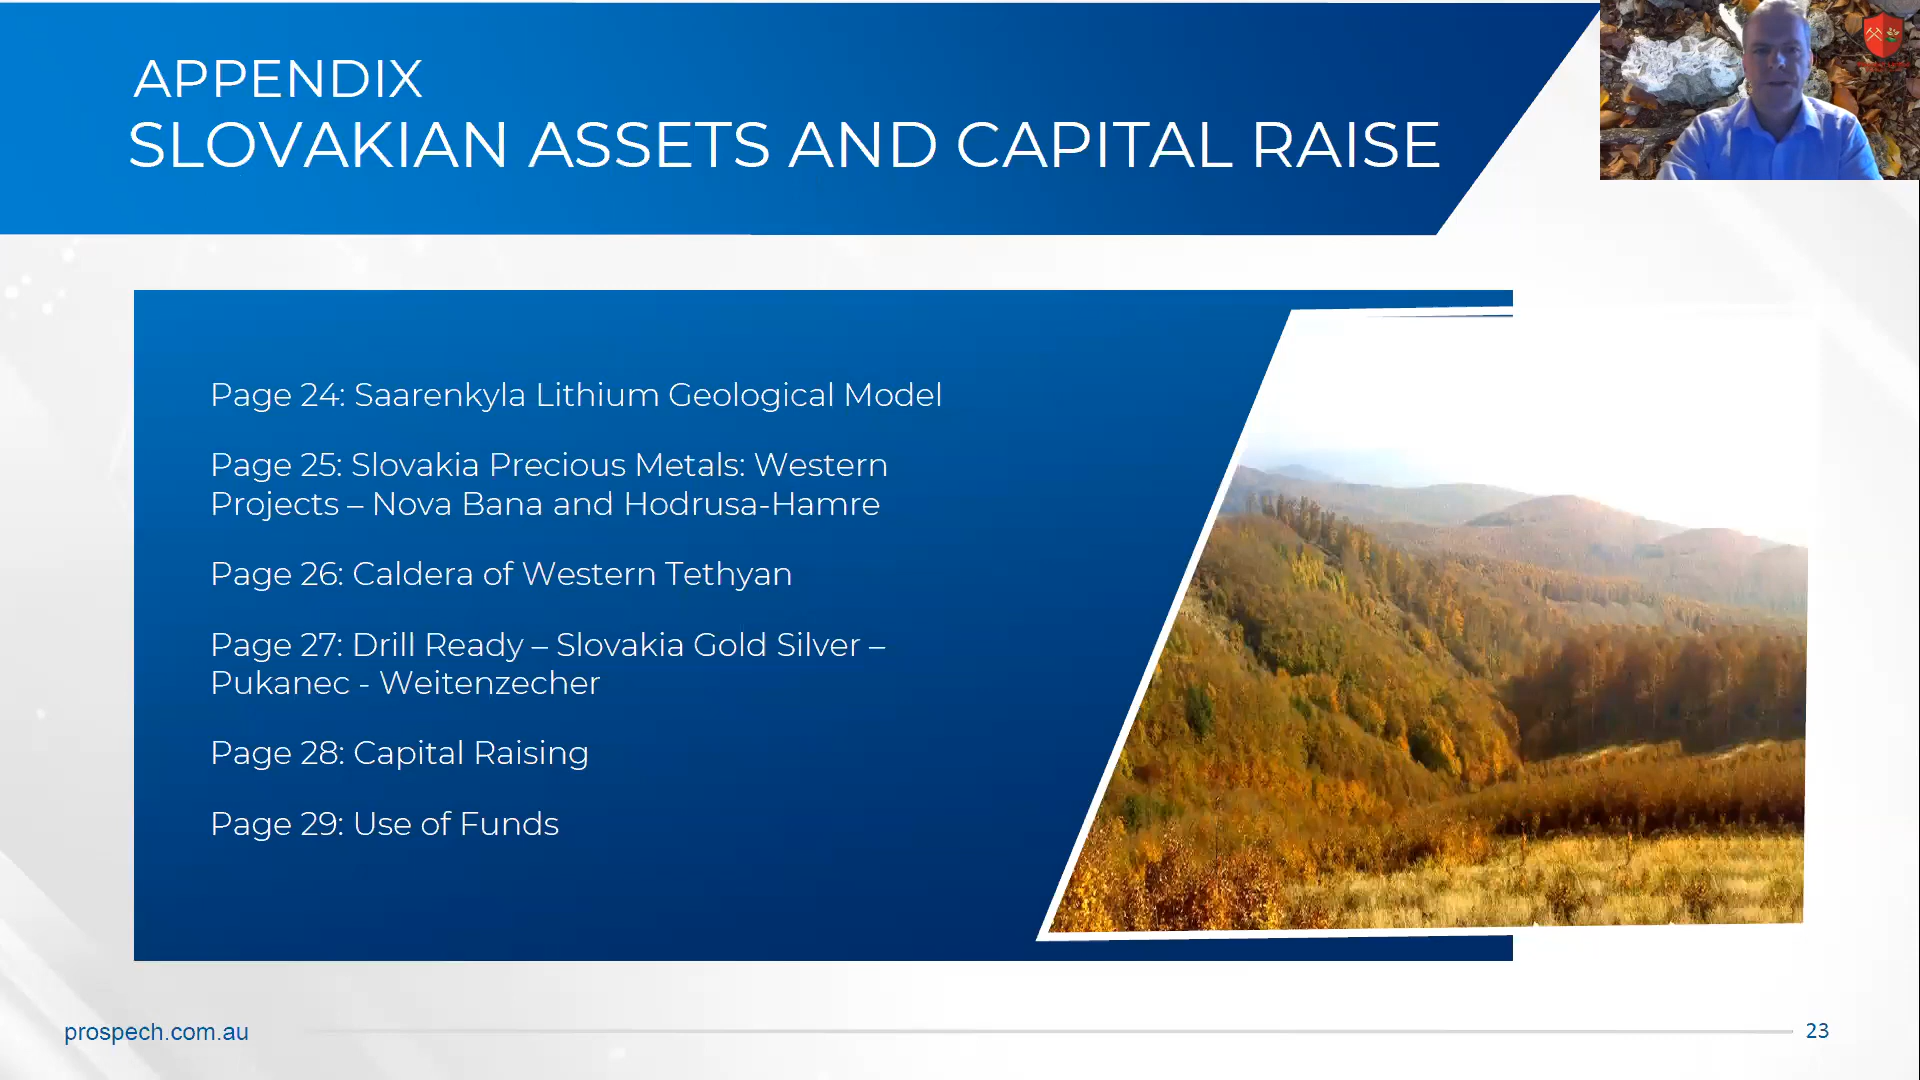 APPENDIX
SLOVAKIAN ASSETS AND CAPITAL RAISE
Page 24: Saarenkyla Lithium Geological Model
Page 25: Slovakia Precious Metals: Western
Projects – Nova Bana and Hodrusa-Hamre
Page 26: Caldera of Western Tethyan
Page 27: Drill Ready – Slovakia Gold Silver –
Pukanec - Weitenzecher
Page 28: Capital Raising
Page 29: Use of Funds
prospech.com.au
23